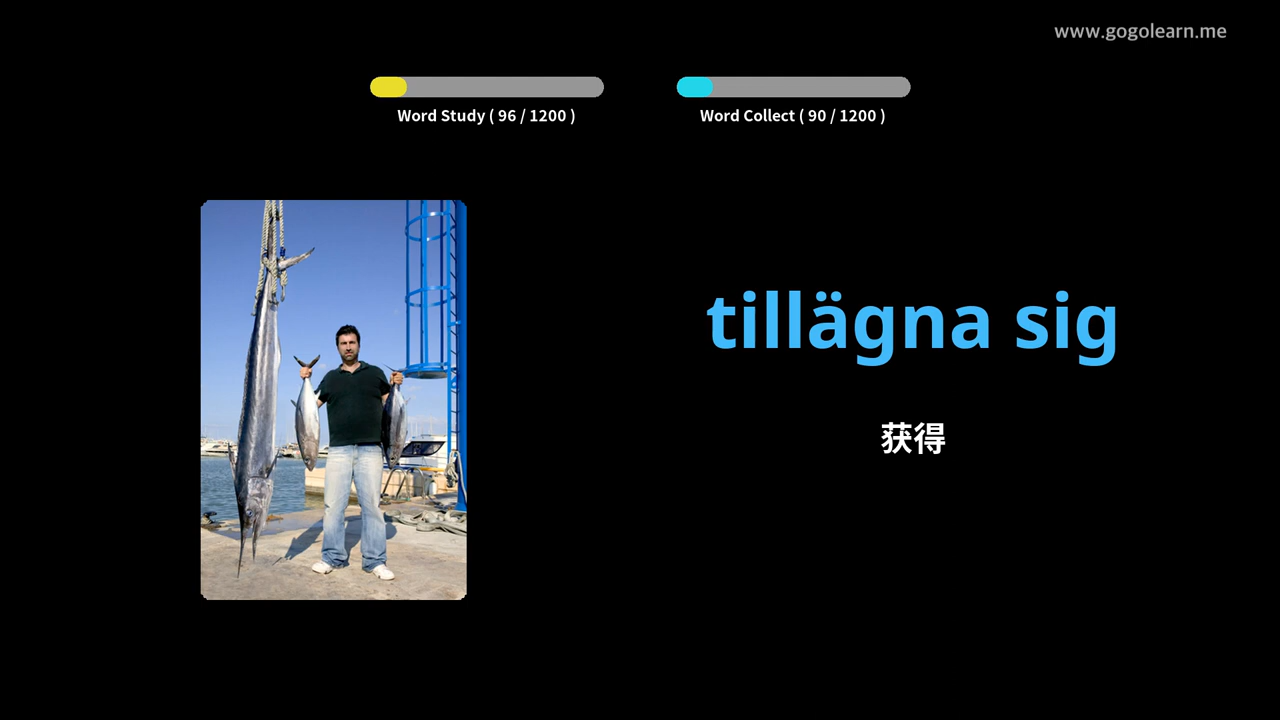 www.gogolearn.me
Word Study ( 96 / 1200 )
Word Collect ( 90 / 1200 )
tillägna sig
获得